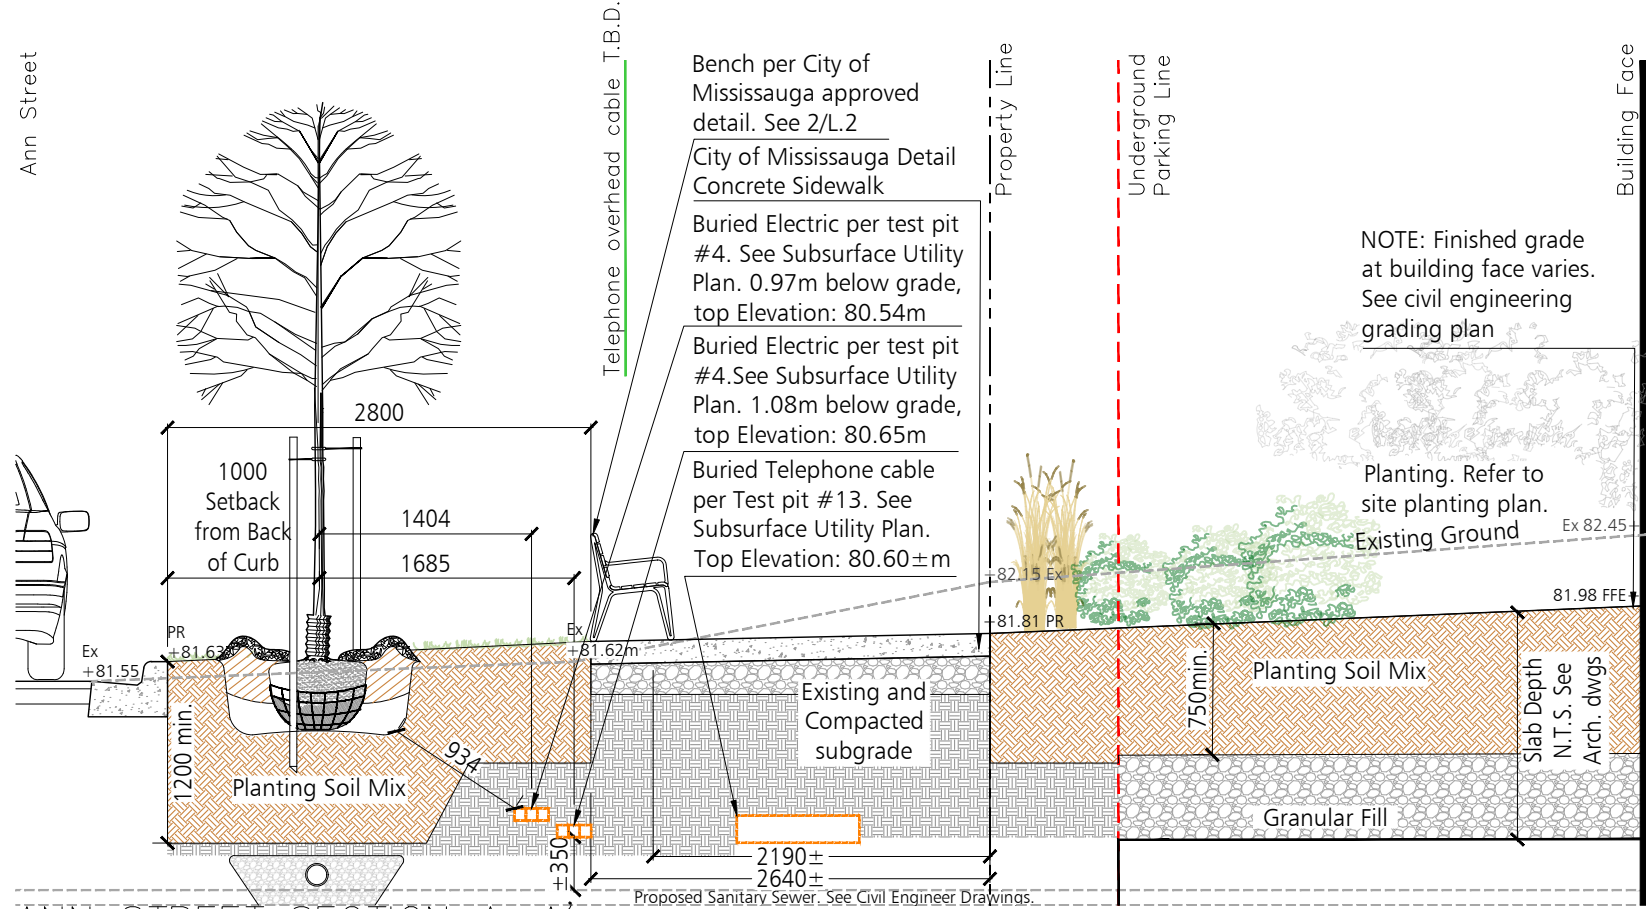 Ann Street
Telephone overhead cable T.B.D.
Bench per City of
Mississauga approved
detail. See 2/L.2
City of Mississauga Detail
Concrete Sidewalk
Buried Electric per test pit
#4. See Subsurface Utility
Plan. 0.97m below grade,
top Elevation: 80.54m
Buried Electric per test pit
#4.See Subsurface Utility
Plan. 1.08m below grade,
top Elevation: 80.65m
Buried Telephone cable
per Test pit #13. See
Subsurface Utility Plan.
Top Elevation: 80.60±m
Property Line
Underground
Parking Line
Building Face
NOTE: Finished grade
at building face varies.
See civil engineering
grading plan
Planting. Refer to
site planting plan.
Existing Ground
Ex 82.45
2800
1000
Setback
from Back
of Curb
1404
1685
+82.15 Ex
+81.81 PR
81.98 FFE
PR
+81.63
Ex
+81.55
Ex
+81.62m
1200 min.
Planting Soil Mix
934
±350
Existing and
Compacted
subgrade
750min.
Planting Soil Mix
Slab Depth
N.T.S. See
Arch. dwgs
Granular Fill
2190±
2640±
Proposed Sanitary Sewer. See Civil Engineer Drawings.